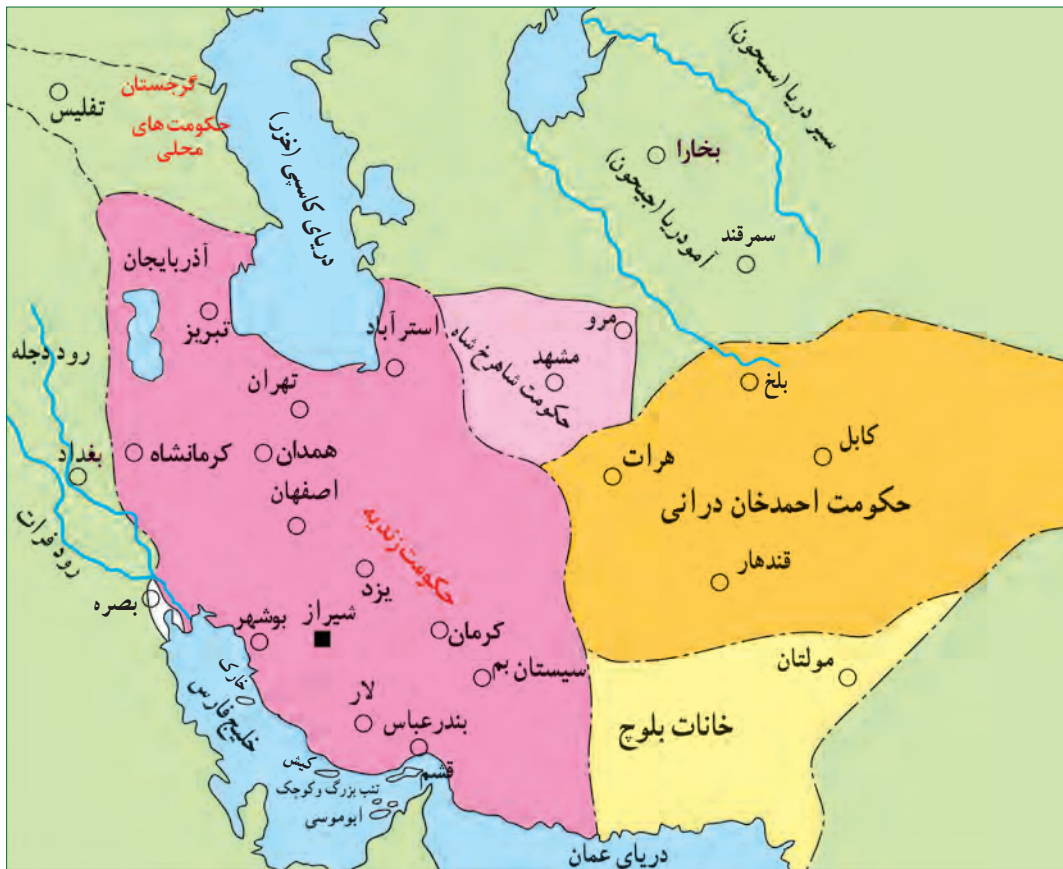 سیر دریا (سیحون)
گرجستان
تفلیس
حکومت های
محلی
دریای کاسپی (خزر)
بخارا
آمودریا (جیحون)
سمرقند
آذربایجان
تبریز
استرآباد
مرو
مشهد
حکومت شاهرخ شاه
رود دجله
تهران
بلخ
بغداد
کرمانشاه
همدان
هرات
کابل
اصفهان
حکومت احمدخان درانی
رود فرات
حکومت زندیه
یزد
قندهار
بصره
بوشهر
شیراز
کرمان
خارک
سیستان بم
مولتان
خلیج فارس
لار
بندرعباس
خانات بلوچ
کیش
قشم
تنب بزرگ وکوچک
ابوموسی
دریای عمان